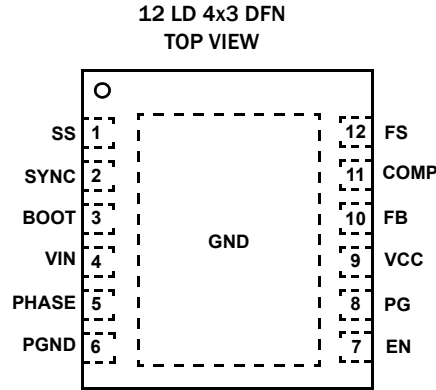 12 LD 4x3 DFN
TOP VIEW
SS 1 12 FS
SYNC 2 11 COMP
BOOT 3 10 FB
GND
VIN 4 9 VCC
PHASE 5 8 PG
PGND 6 7 EN